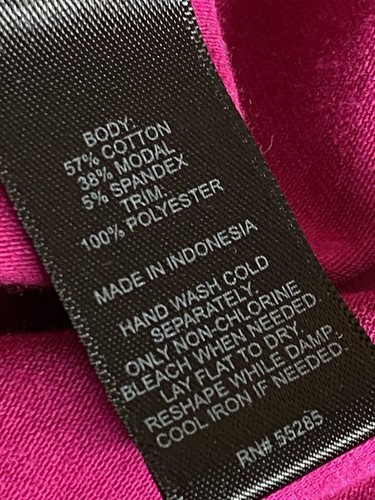 BODY:
57% COTTON
38% MODAL
5% SPANDEX
TRIM:
100% POLYESTER
MADE IN INDONESIA
HAND WASH COLD
SEPARATELY
ONLY NON-CHLORINE
BLEACH WHEN NEEDED
LAY FLAT TO DRY
RESHAPE WHILE DAMP.
COOL IRON IF NEEDED.
RN# 55285